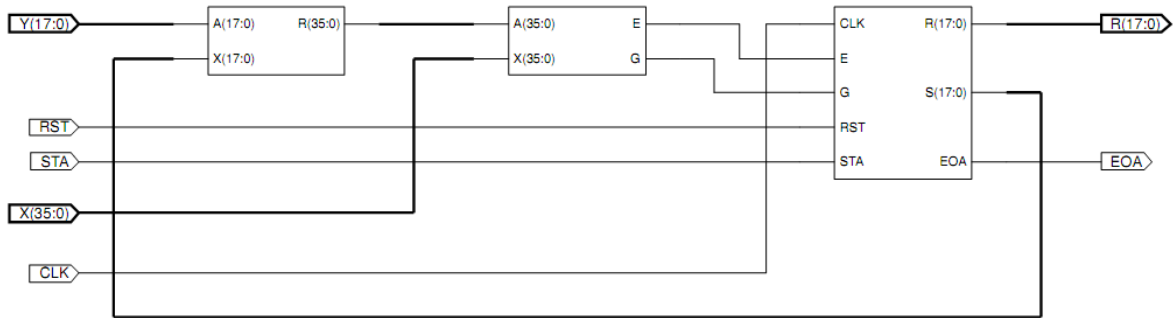 Y(17:0) A(17:0) R(35:0) A(35:0) E CLK R(17:0) R(17:0)
X(17:0) X(35:0) G E
G S(17:0)
RST RST
STA STA EOA EOA
X(35:0)
CLK